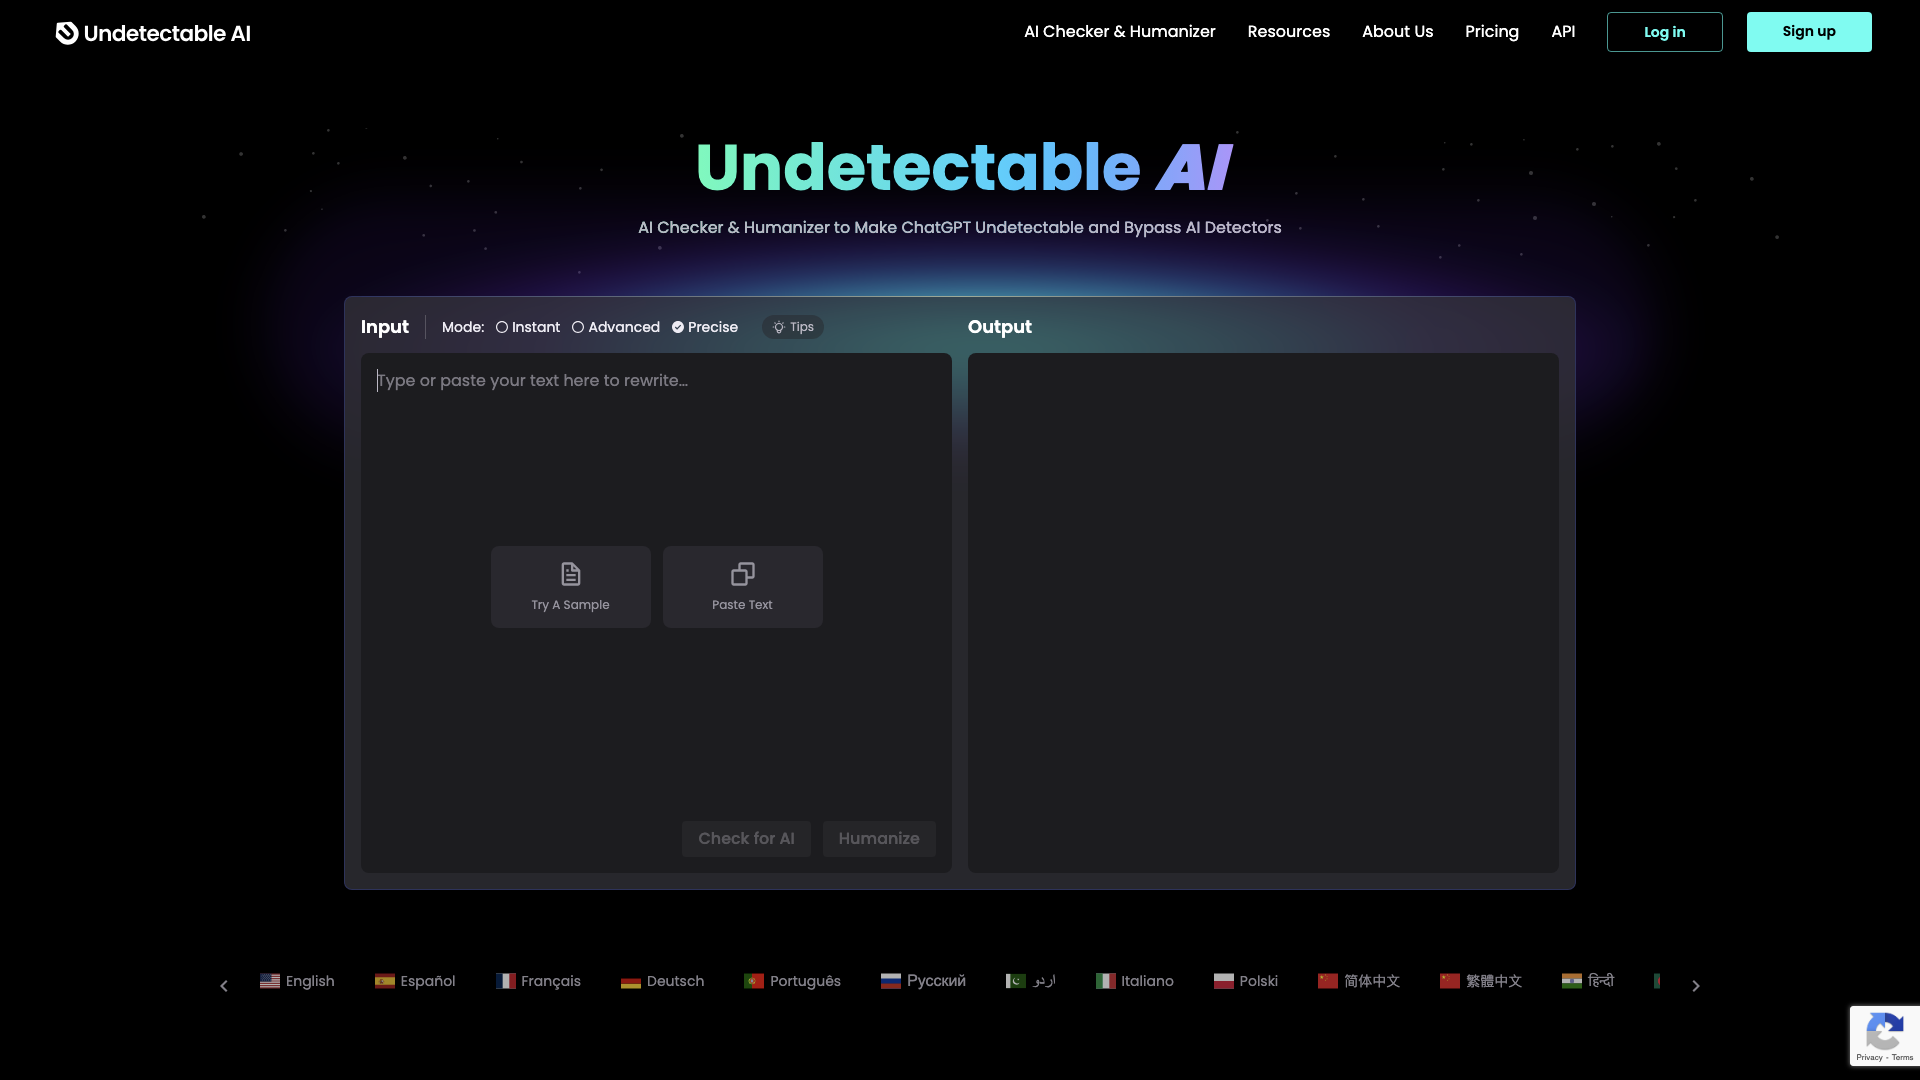 Undetectable AI
AI Checker & Humanizer
Resources
About Us
Pricing
API
Log in
Sign up
Undetectable AI
AI Checker & Humanizer to Make ChatGPT Undetectable and Bypass AI Detectors
Input
Mode:
Instant
Advanced
Precise
Tips
Output
Type or paste your text here to rewrite...
Try A Sample
Paste Text
Check for AI
Humanize
English
Español
Français
Deutsch
Português
Русский
اردو
Italiano
Polski
简体中文
繁體中文
हिन्दी
Privacy - Terms